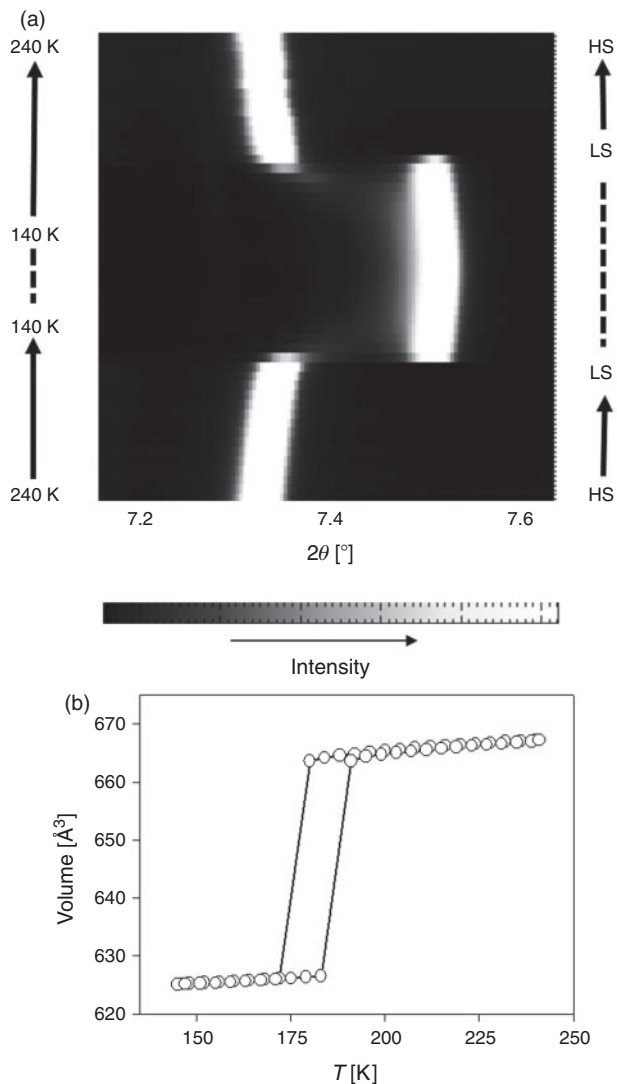 (a)
240 K
140 K
140 K
240 K
HS
LS
LS
HS
7.2 7.4 7.6
2θ [°]
Intensity
(b)
670
660
650
640
630
620
Volume [Å³]
150 175 200 225 250
T [K]